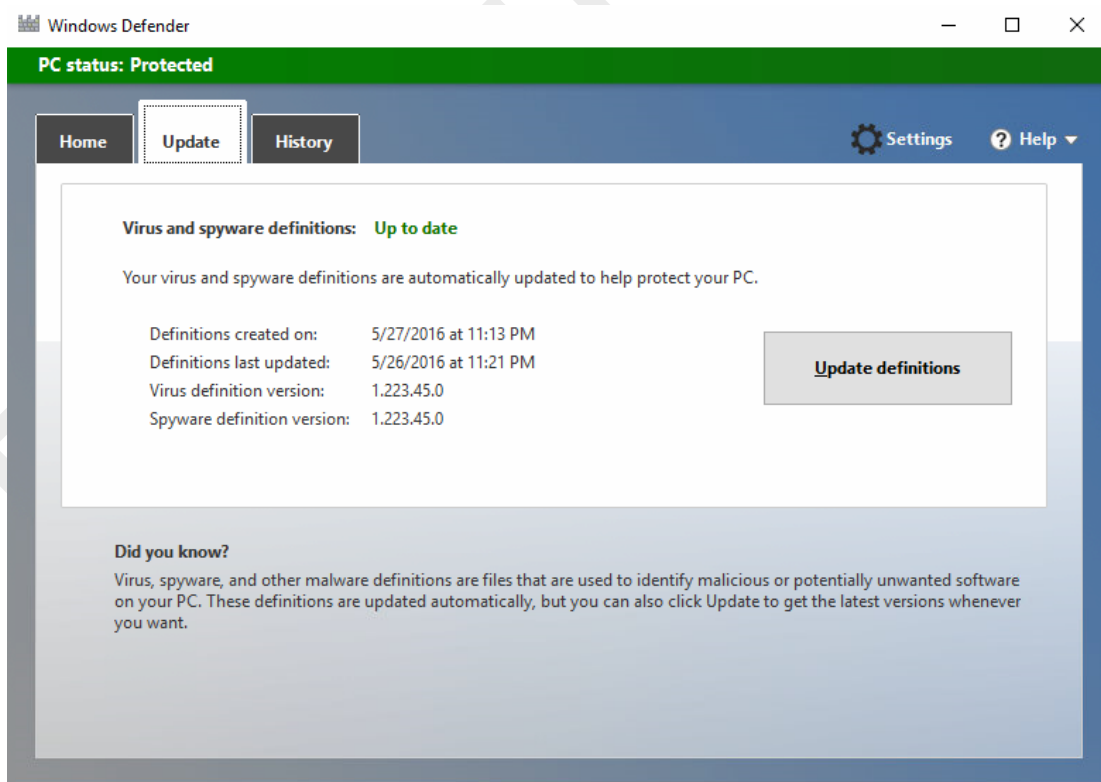 Windows Defender
PC status: Protected
Home Update History Settings Help
Virus and spyware definitions: Up to date
Your virus and spyware definitions are automatically updated to help protect your PC.
Definitions created on: 5/27/2016 at 11:13 PM
Definitions last updated: 5/26/2016 at 11:21 PM
Virus definition version: 1.223.45.0
Spyware definition version: 1.223.45.0
Update definitions
Did you know?
Virus, spyware, and other malware definitions are files that are used to identify malicious or potentially unwanted software
on your PC. These definitions are updated automatically, but you can also click Update to get the latest versions whenever
you want.